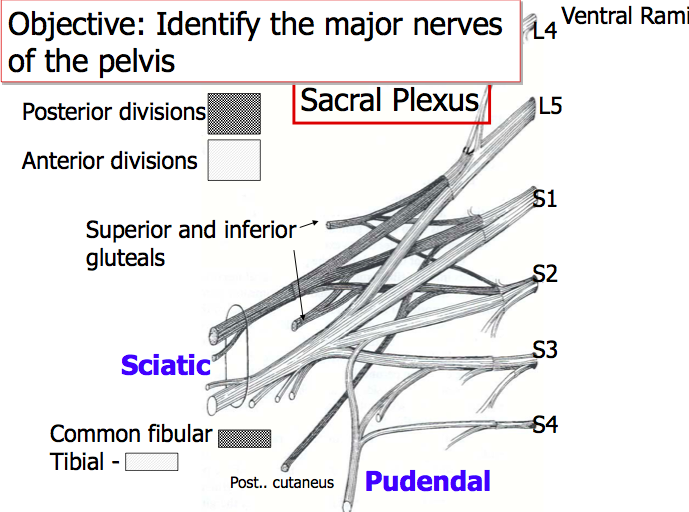 Objective: Identify the major nerves
of the pelvis
L4
Ventral Rami
Sacral Plexus
Posterior divisions
L5
Anterior divisions
S1
Superior and inferior
gluteals
S2
S3
Sciatic
S4
Common fibular
Tibial -
Post.. cutaneus
Pudendal